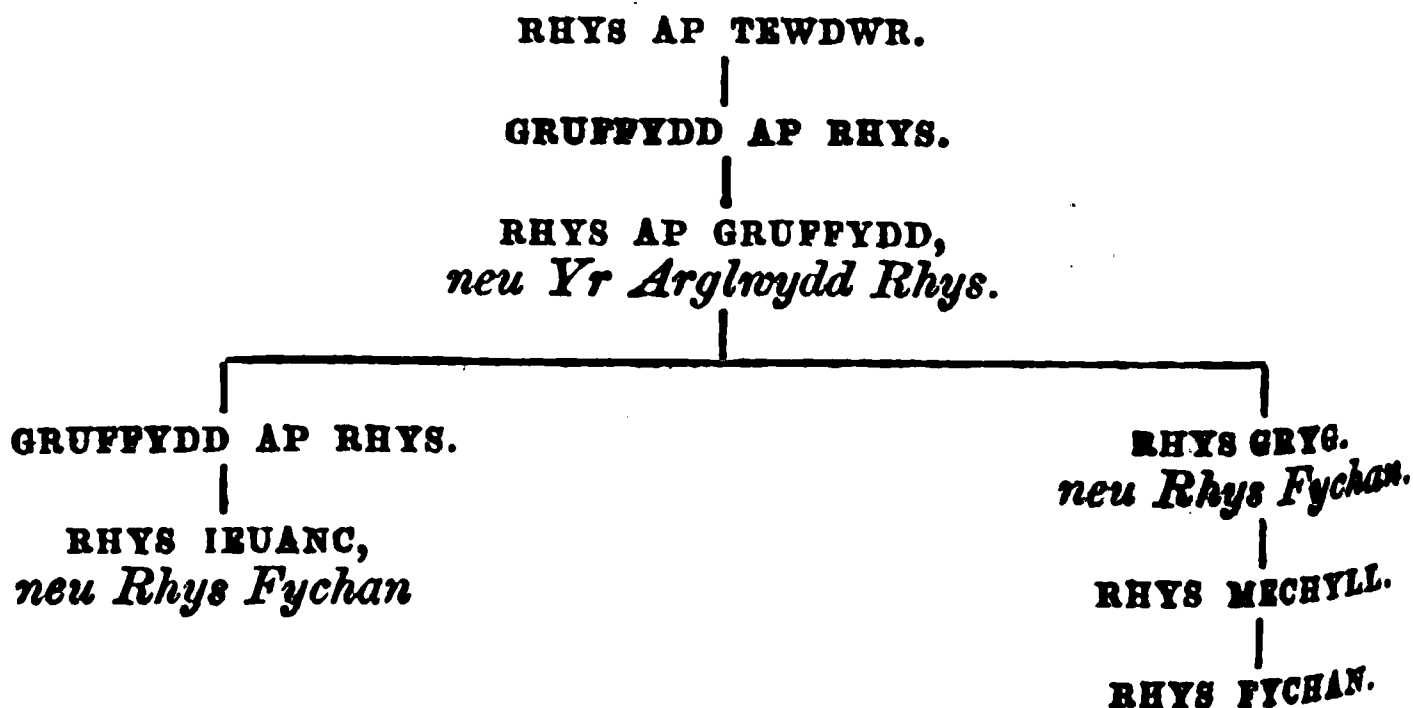 RHYS AP TEWDWR.
GRUFFYDD AP RHYS.
RHYS AP GRUFFYDD,
neu Yr Arglwydd Rhys.
GRUFFYDD AP RHYS.
RHYS IEUANC,
neu Rhys Fychan
RHYS GRYG.
neu Rhys Fychan.
RHYS MECHYLL.
RHYS FYCHAN.